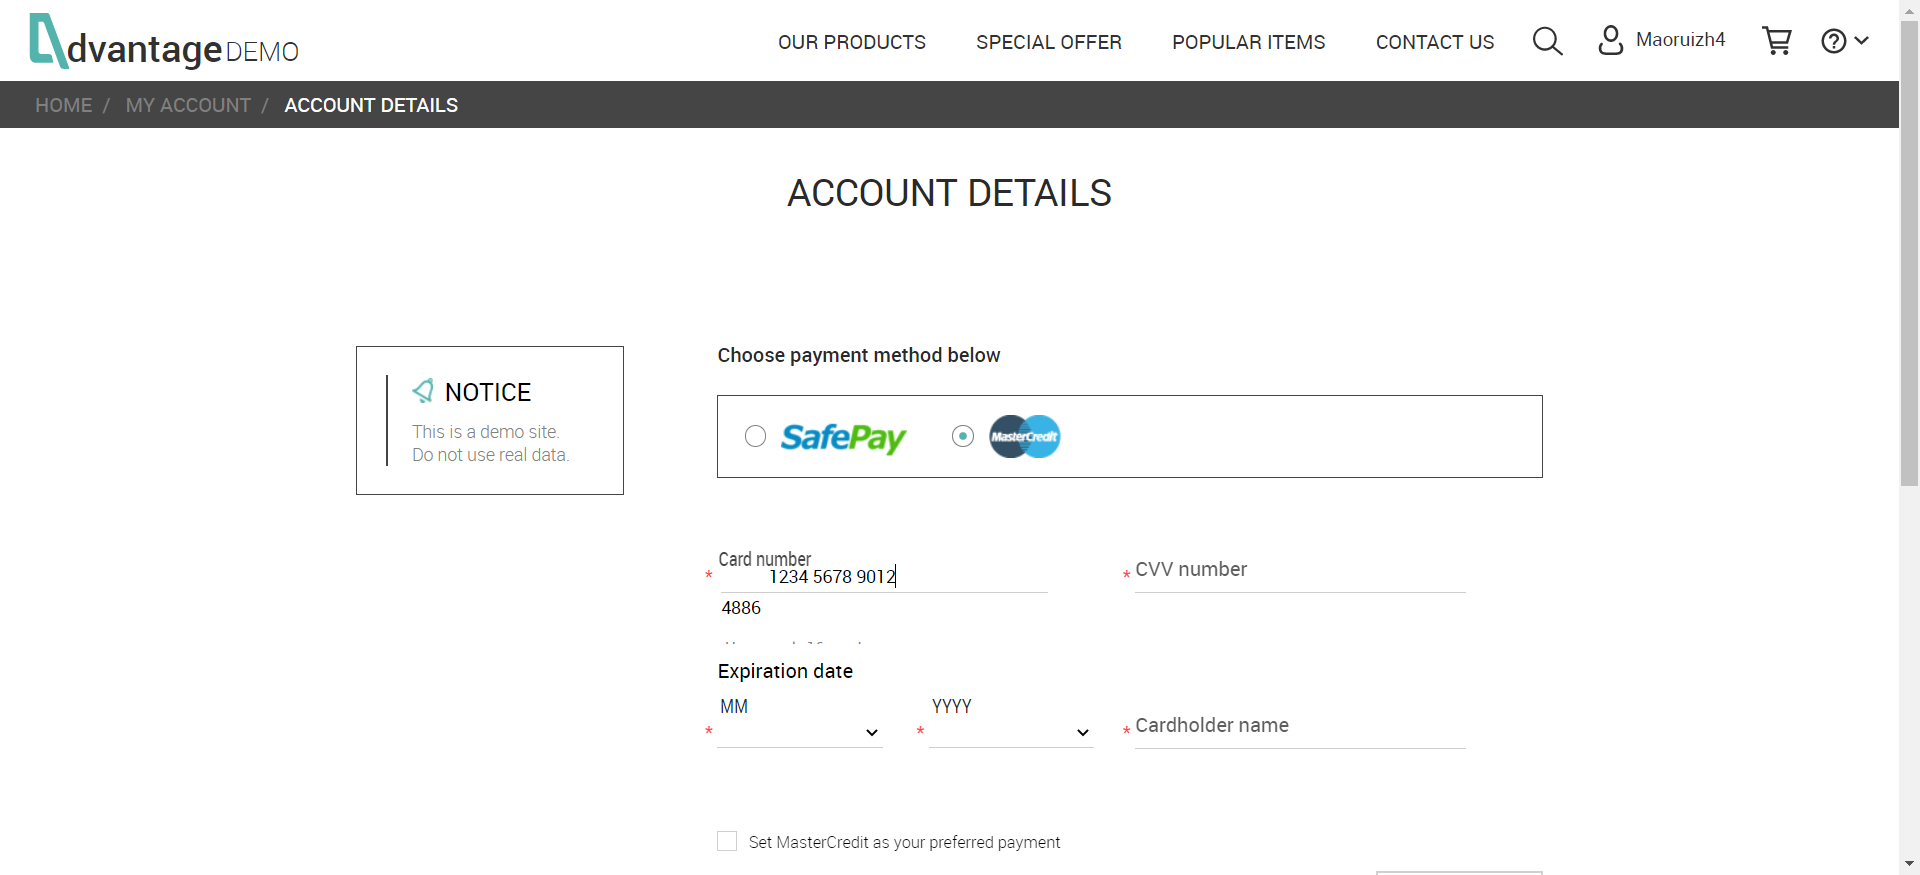 dvantage DEMO
OUR PRODUCTS
SPECIAL OFFER
POPULAR ITEMS
CONTACT US
Maoruizh4
HOME / MY ACCOUNT / ACCOUNT DETAILS
ACCOUNT DETAILS
NOTICE
This is a demo site.
Do not use real data.
Choose payment method below
SafePay
MasterCredit
Card number
* 1234 5678 9012
4886
* CVV number
Expiration date
MM
*
YYYY
*
* Cardholder name
Set MasterCredit as your preferred payment